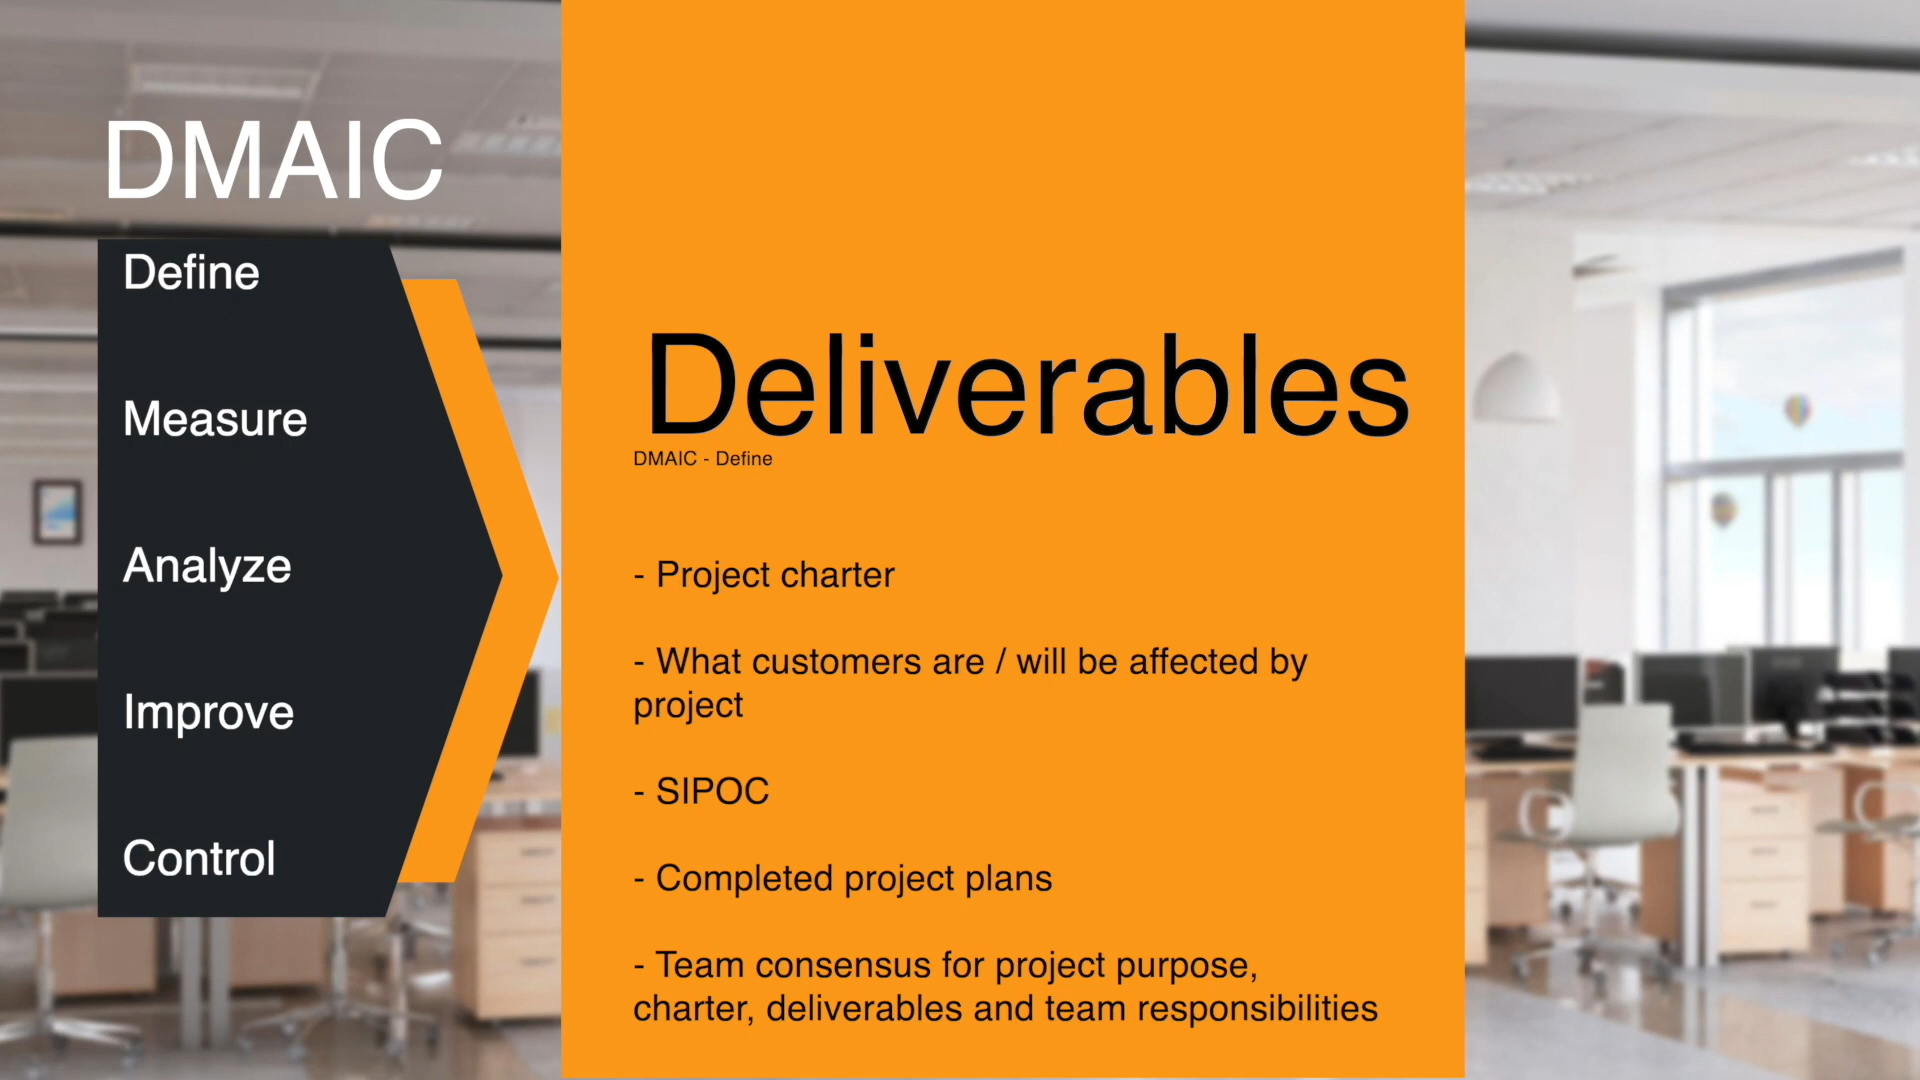 DMAIC
Define
Measure
Analyze
Improve
Control
Deliverables
DMAIC - Define
- Project charter
- What customers are / will be affected by
project
- SIPOC
- Completed project plans
- Team consensus for project purpose,
charter, deliverables and team responsibilities